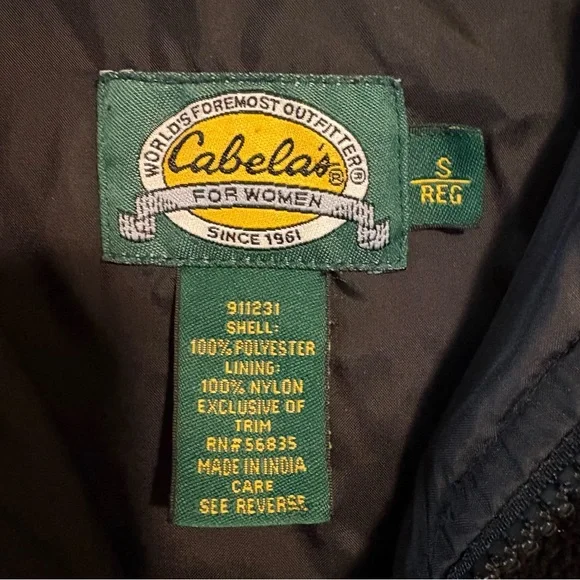 WORLD'S FOREMOST OUTFITTER®
Cabela's®
FOR WOMEN
SINCE 1961
S
REG
911231
SHELL:
100% POLYESTER
LINING:
100% NYLON
EXCLUSIVE OF
TRIM
RN#56835
MADE IN INDIA
CARE
SEE REVERSE